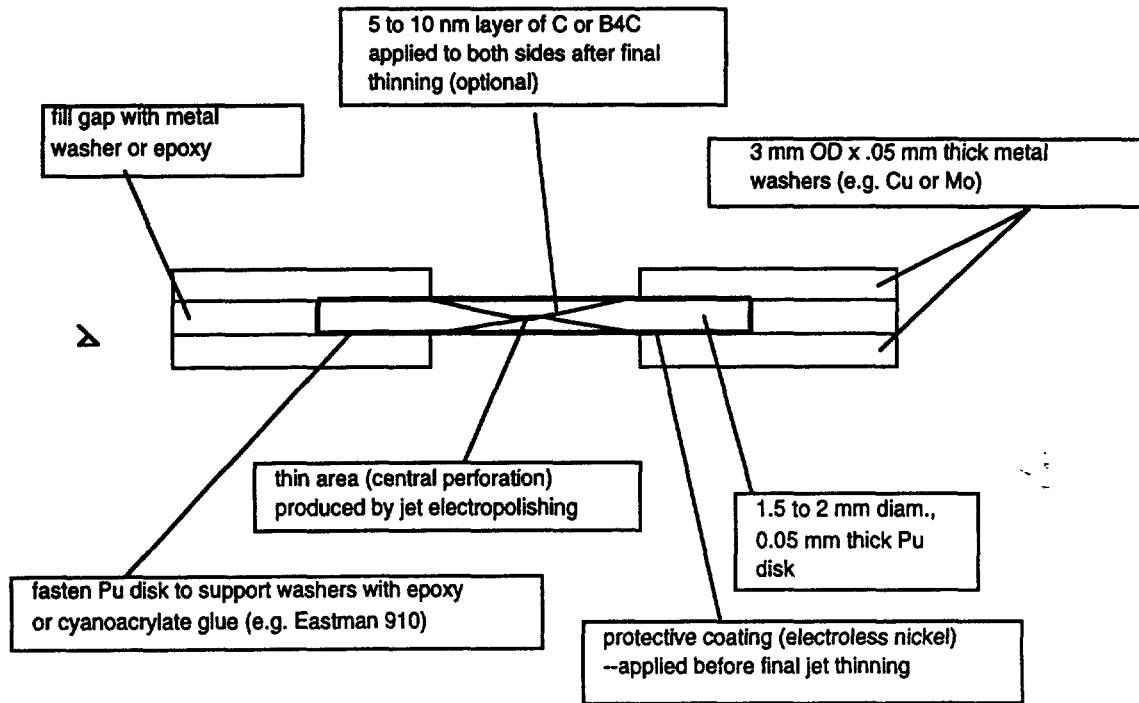 5 to 10 nm layer of C or B4C
applied to both sides after final
thinning (optional)
fill gap with metal
washer or epoxy
3 mm OD x .05 mm thick metal
washers (e.g. Cu or Mo)
thin area (central perforation)
produced by jet electropolishing
1.5 to 2 mm diam.,
0.05 mm thick Pu
disk
fasten Pu disk to support washers with epoxy
or cyanoacrylate glue (e.g. Eastman 910)
protective coating (electroless nickel)
--applied before final jet thinning